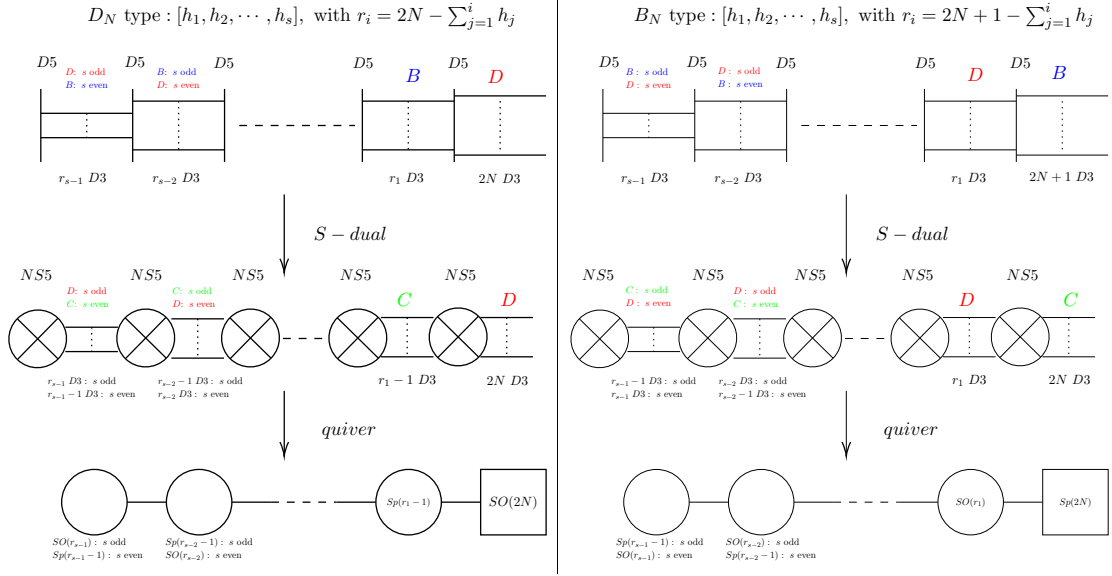 $D_N$ type : $[h_1, h_2, \cdots, h_s]$, with $r_i = 2N - \sum_{j=1}^{i} h_j$
D5 D5 D5 D5
D: s odd B: s odd
B: s even D: s even
B D
$r_{s-1}$ D3 $r_{s-2}$ D3 $r_1$ D3 2N D3
S − dual
NS5 NS5 NS5 NS5 NS5
D: s odd C: s odd
C: s even D: s even
C D
$r_{s-1}$ D3 : s odd $r_{s-2} - 1$ D3 : s odd
$r_{s-1} - 1$ D3 : s even $r_{s-2}$ D3 : s even
$r_1 - 1$ D3 2N D3
quiver
$Sp(r_1 - 1)$ SO(2N)
$SO(r_{s-1})$ : s odd $Sp(r_{s-2} - 1)$ : s odd
$Sp(r_{s-1} - 1)$ : s even $SO(r_{s-2})$ : s even
$B_N$ type : $[h_1, h_2, \cdots, h_s]$, with $r_i = 2N + 1 - \sum_{j=1}^{i} h_j$
D5 D5 D5 D5
B: s odd D: s odd
D: s even B: s even
D B
$r_{s-1}$ D3 $r_{s-2}$ D3 $r_1$ D3 2N + 1 D3
S − dual
NS5 NS5 NS5 NS5 NS5
C: s odd D: s odd
D: s even C: s even
D C
$r_{s-1} - 1$ D3 : s odd $r_{s-2}$ D3 : s odd
$r_{s-1}$ D3 : s even $r_{s-2} - 1$ D3 : s even
$r_1$ D3 2N D3
quiver
$SO(r_1)$ Sp(2N)
$Sp(r_{s-1} - 1)$ : s odd $SO(r_{s-2})$ : s odd
$SO(r_{s-1})$ : s even $Sp(r_{s-2} - 1)$ : s even